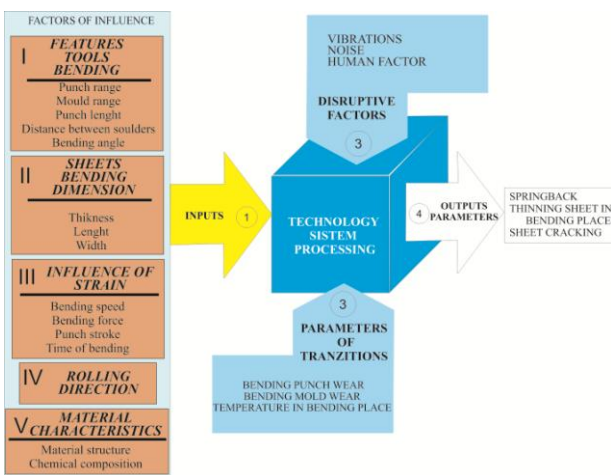 FACTORS OF INFLUENCE
I
FEATURES
TOOLS
BENDING
Punch range
Mould range
Punch lenght
Distance between soulders
Bending angle
II
SHEETS
BENDING
DIMENSION
Thikness
Lenght
Width
III
INFLUENCE OF
STRAIN
Bending speed
Bending force
Punch stroke
Time of bending
IV
ROLLING
DIRECTION
V
MATERIAL
CHARACTERISTICS
Material structure
Chemical composition
INPUTS
1
VIBRATIONS
NOISE
HUMAN FACTOR
DISRUPTIVE
FACTORS
3
TECHNOLOGY
SISTEM
PROCESSING
3
PARAMETERS
OF
TRANZITIONS
BENDING PUNCH WEAR
BENDING MOLD WEAR
TEMPERATURE IN BENDING PLACE
4
OUTPUTS
PARAMETERS
SPRINGBACK
THINNING SHEET IN
BENDING PLACE
SHEET CRACKING